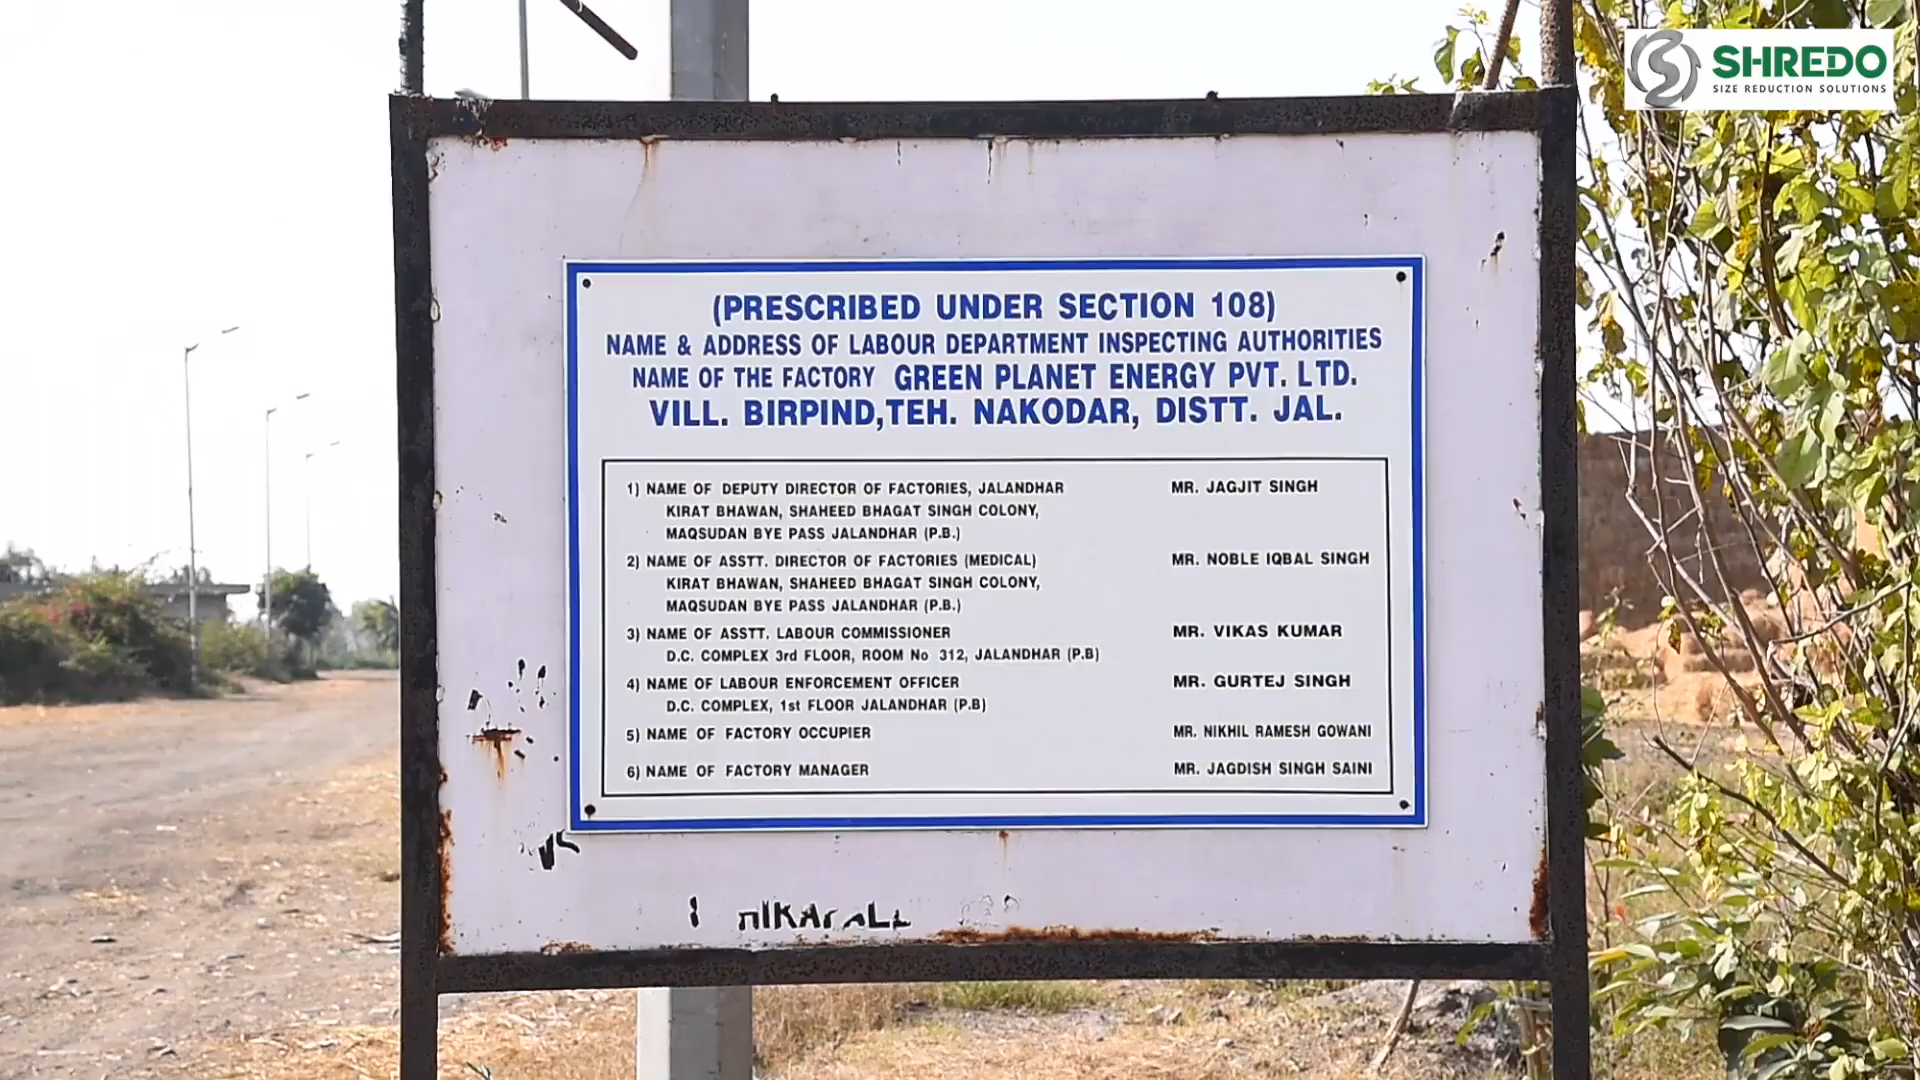 SHREDO
SIZE REDUCTION SOLUTIONS
(PRESCRIBED UNDER SECTION 108)
NAME & ADDRESS OF LABOUR DEPARTMENT INSPECTING AUTHORITIES
NAME OF THE FACTORY GREEN PLANET ENERGY PVT. LTD.
VILL. BIRPIND,TEH. NAKODAR, DISTT. JAL.
1) NAME OF DEPUTY DIRECTOR OF FACTORIES, JALANDHAR MR. JAGJIT SINGH
KIRAT BHAWAN, SHAHEED BHAGAT SINGH COLONY,
MAQSUDAN BYE PASS JALANDHAR (P.B.)
2) NAME OF ASSTT. DIRECTOR OF FACTORIES (MEDICAL) MR. NOBLE IQBAL SINGH
KIRAT BHAWAN, SHAHEED BHAGAT SINGH COLONY,
MAQSUDAN BYE PASS JALANDHAR (P.B.)
3) NAME OF ASSTT. LABOUR COMMISSIONER MR. VIKAS KUMAR
D.C. COMPLEX 3rd FLOOR, ROOM No 312, JALANDHAR (P.B)
4) NAME OF LABOUR ENFORCEMENT OFFICER MR. GURTEJ SINGH
D.C. COMPLEX, 1st FLOOR JALANDHAR (P.B)
5) NAME OF FACTORY OCCUPIER MR. NIKHIL RAMESH GOWANI
6) NAME OF FACTORY MANAGER MR. JAGDISH SINGH SAINI